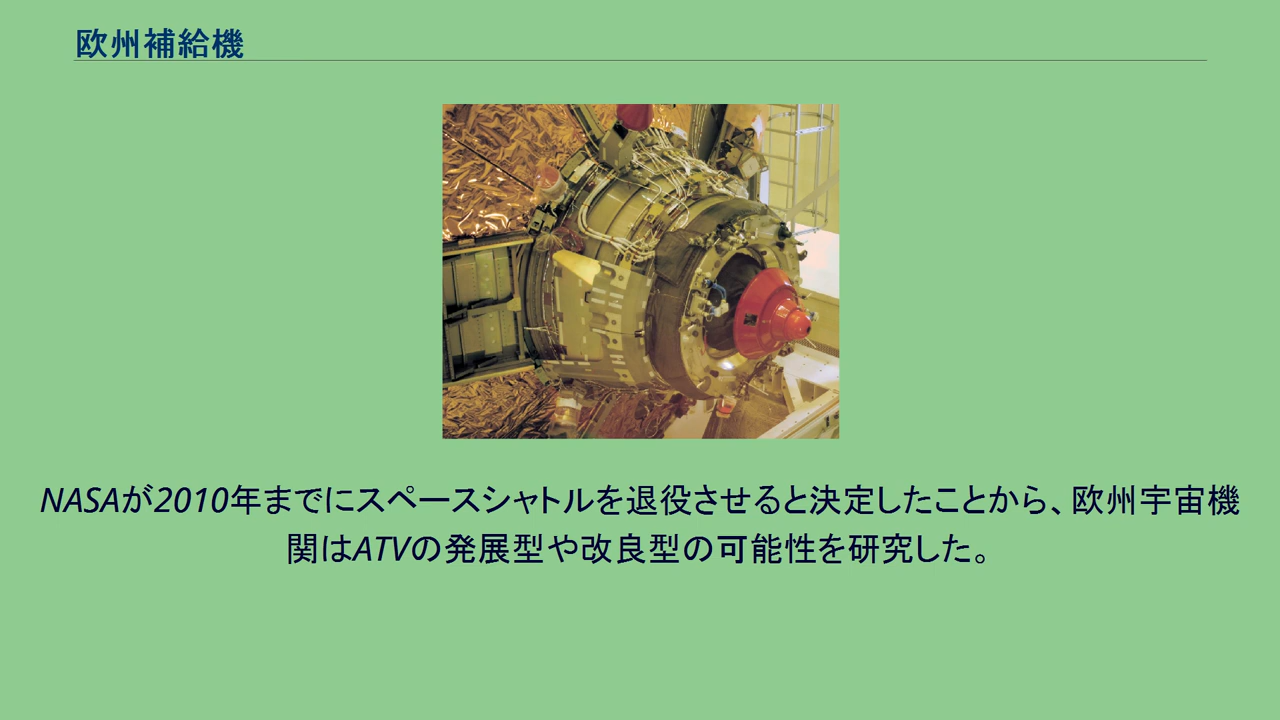 欧州補給機
NASAが2010年までにスペースシャトルを退役させると決定したことから、欧州宇宙機
関はATVの発展型や改良型の可能性を研究した。